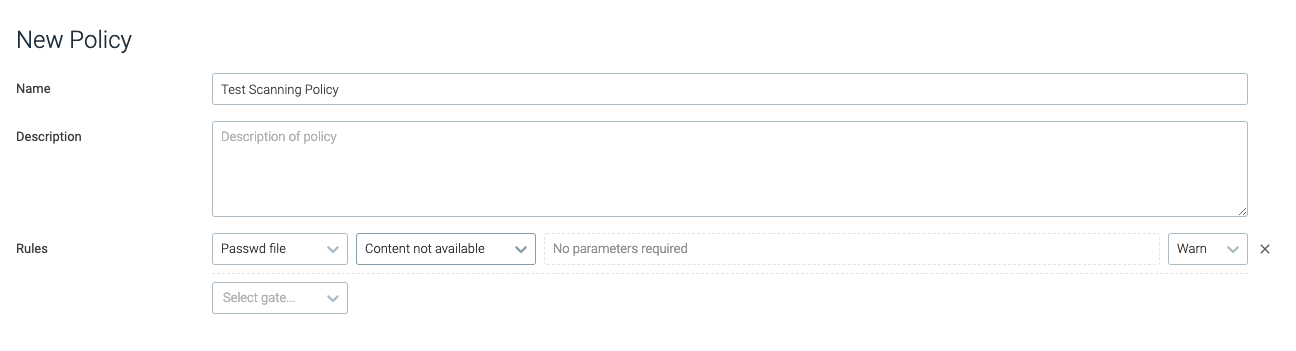 New Policy
Name
Test Scanning Policy
Description
Description of policy
Rules
Passwd file
Content not available
No parameters required
Warn
Select gate...